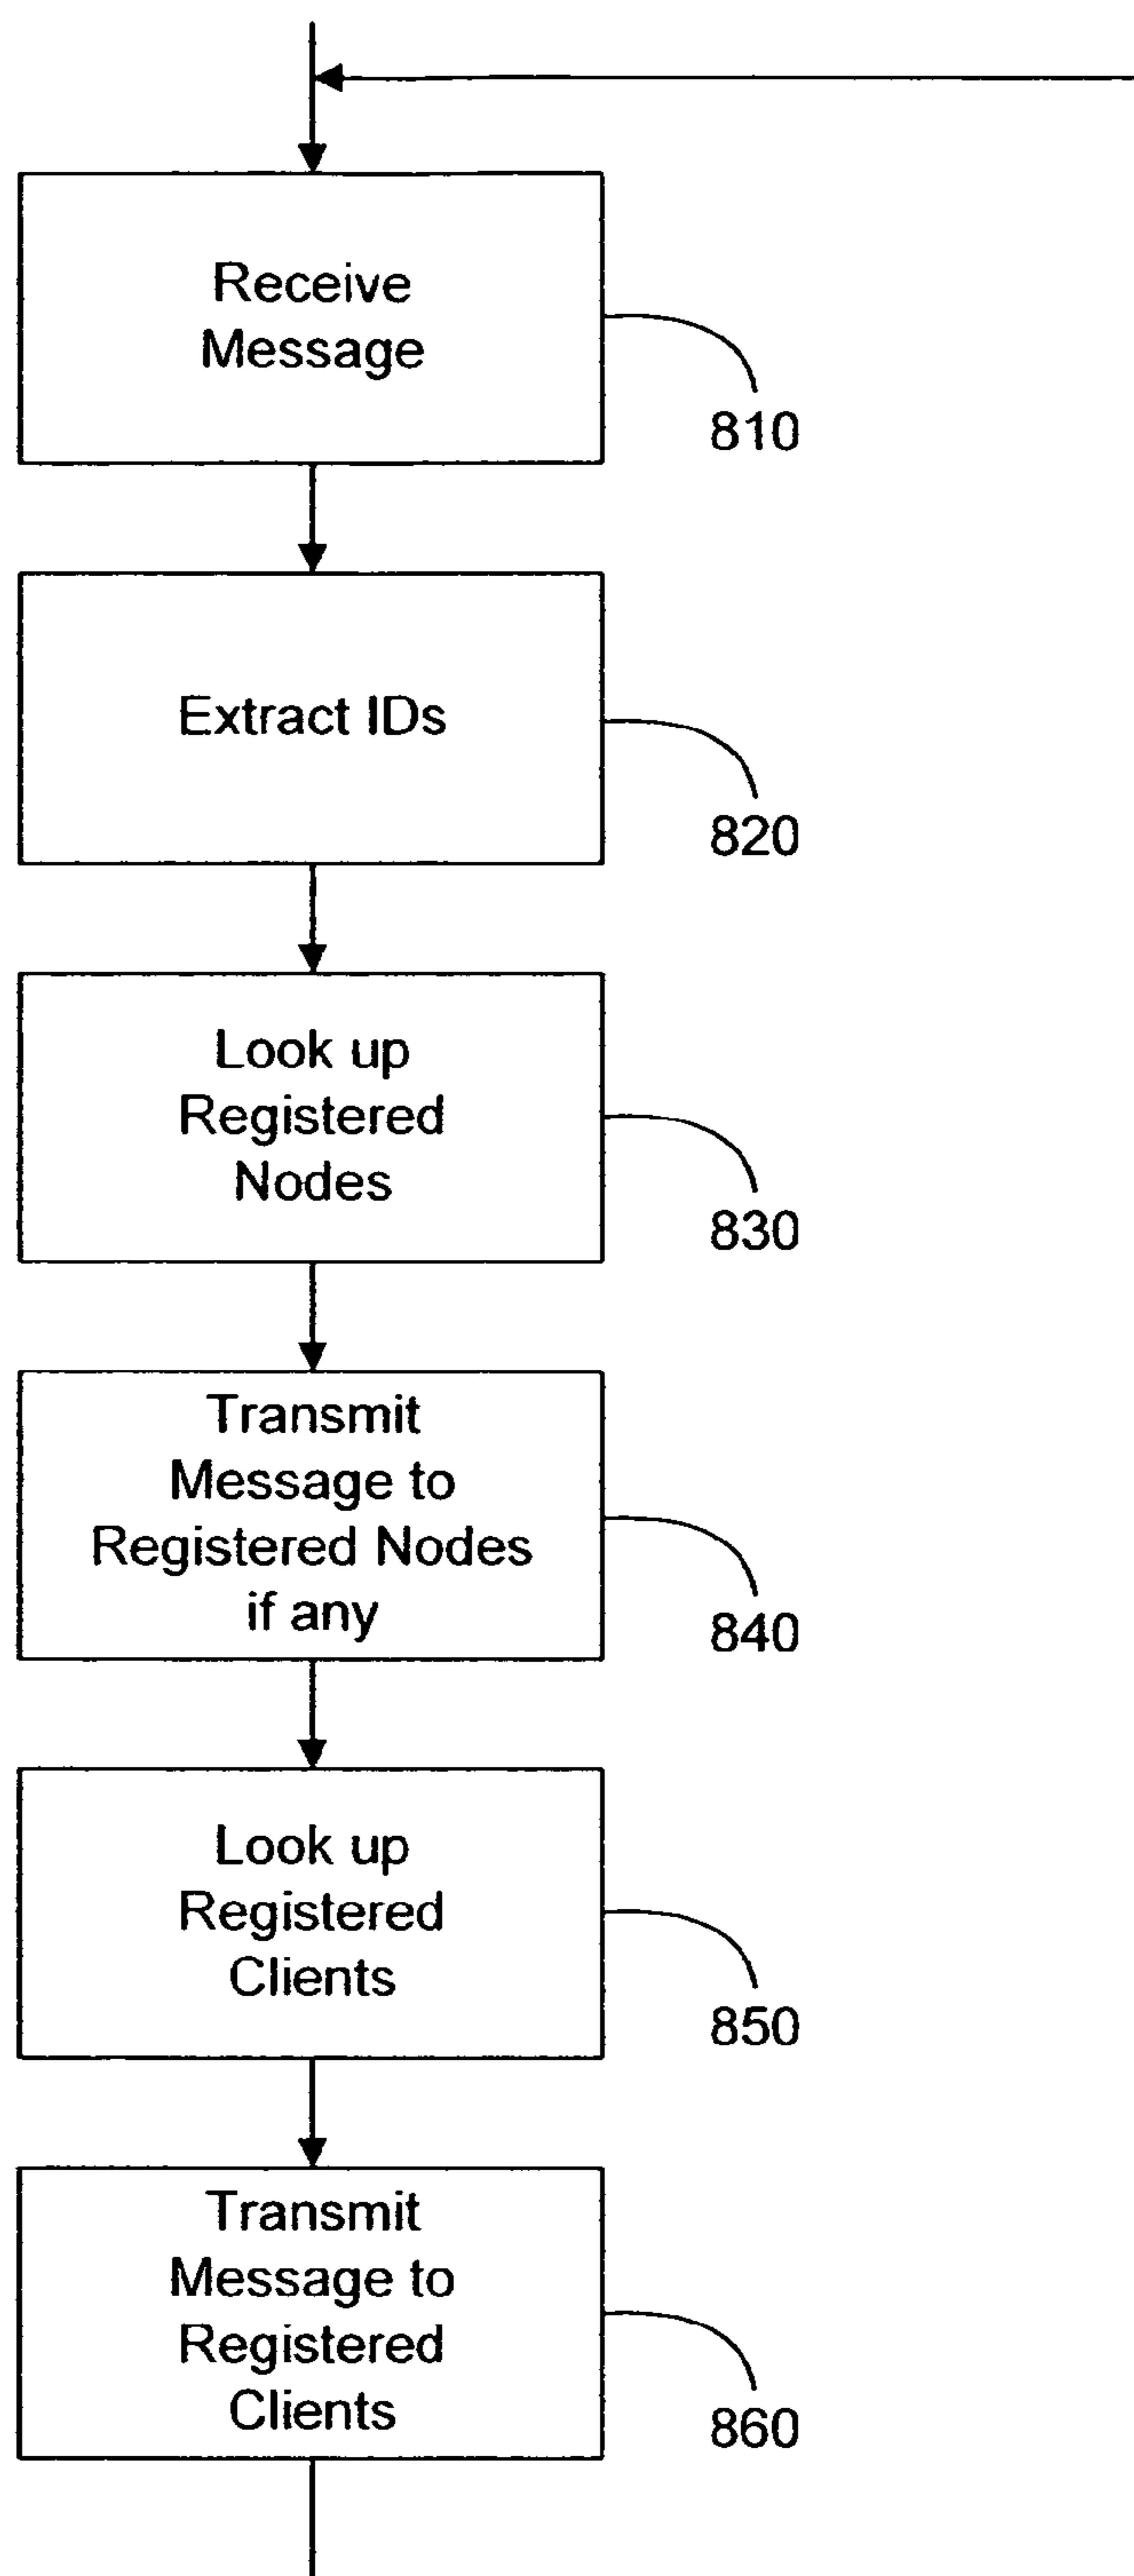 Receive
Message
810
Extract IDs
820
Look up
Registered
Nodes
830
Transmit
Message to
Registered Nodes
if any
840
Look up
Registered
Clients
850
Transmit
Message to
Registered
Clients
860